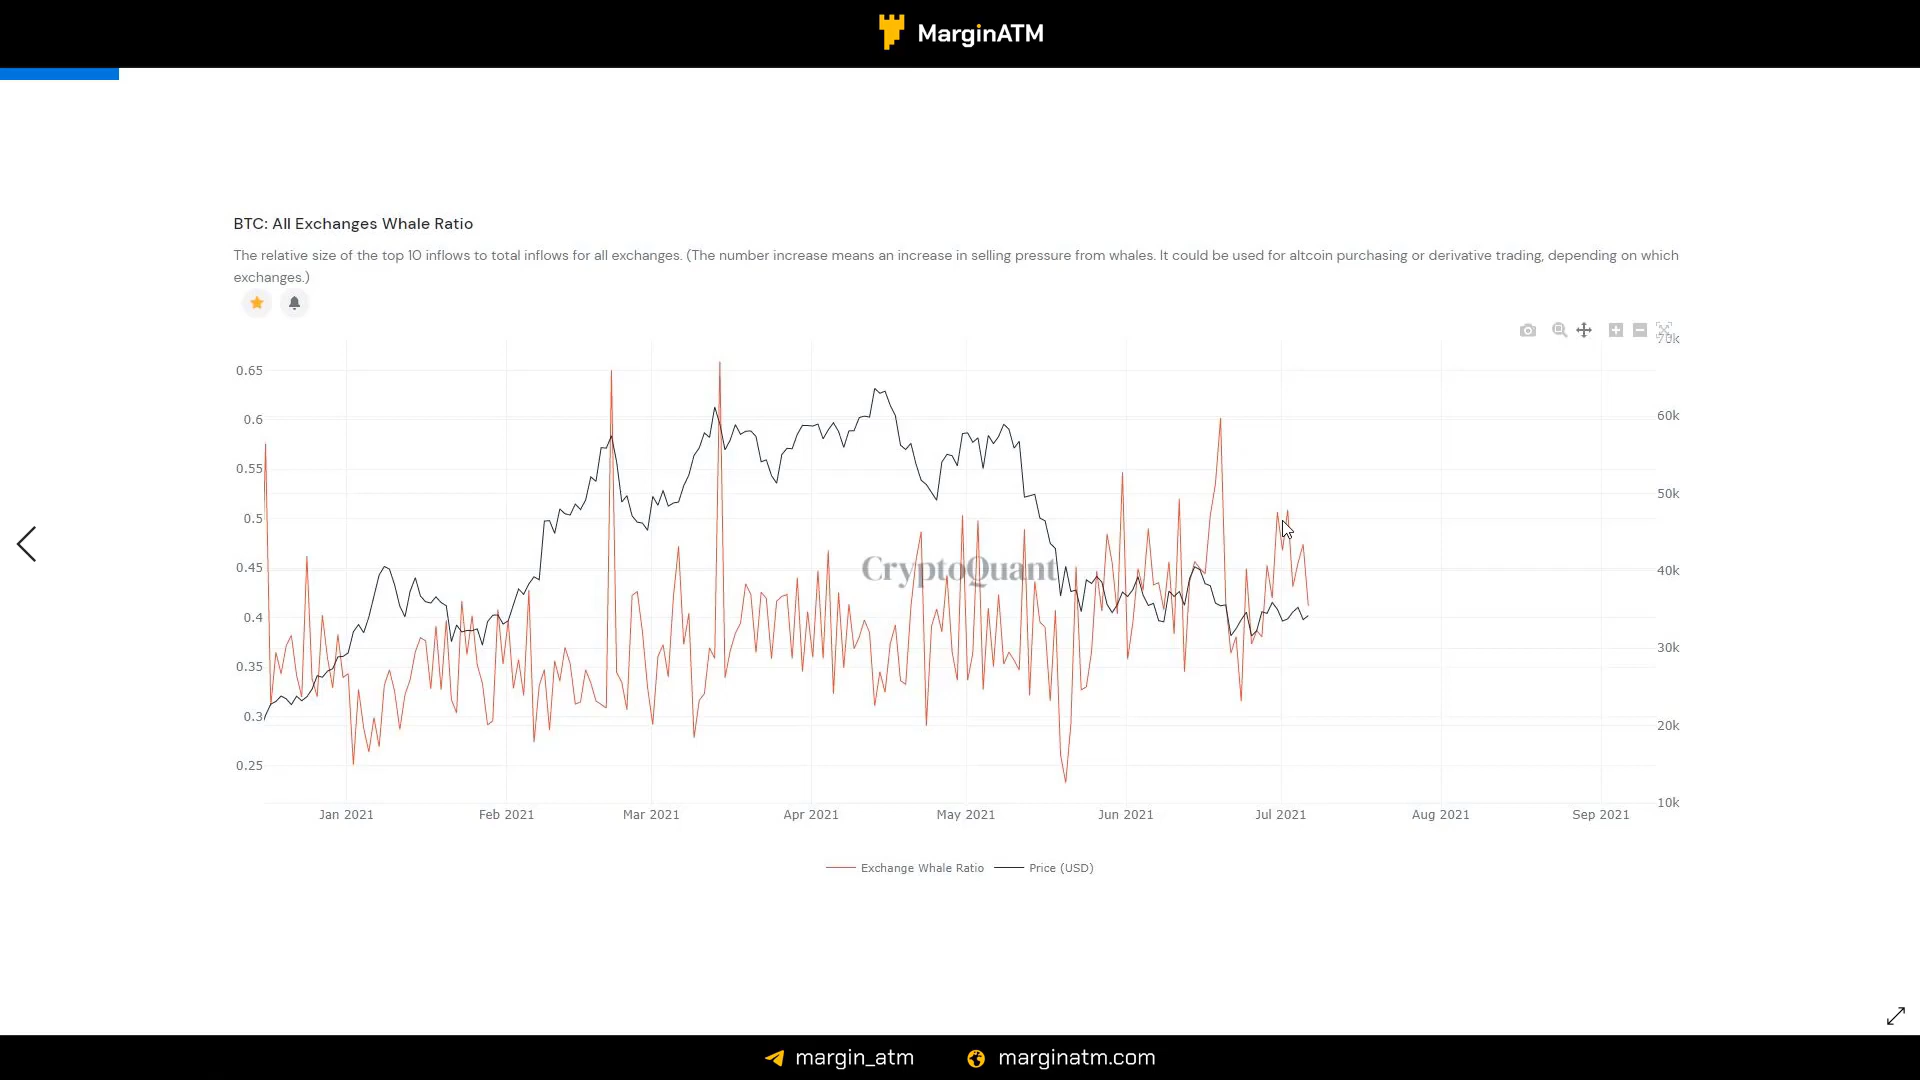 MarginATM
BTC: All Exchanges Whale Ratio
The relative size of the top 10 inflows to total inflows for all exchanges. (The number increase means an increase in selling pressure from whales. It could be used for altcoin purchasing or derivative trading, depending on which
exchanges.)
70k
0.65
0.6
60k
0.55
50k
0.5
0.45
CryptoQuant
40k
0.4
0.35
30k
0.3
20k
0.25
10k
Jan 2021 Feb 2021 Mar 2021 Apr 2021 May 2021 Jun 2021 Jul 2021 Aug 2021 Sep 2021
Exchange Whale Ratio Price (USD)
margin_atm marginatm.com